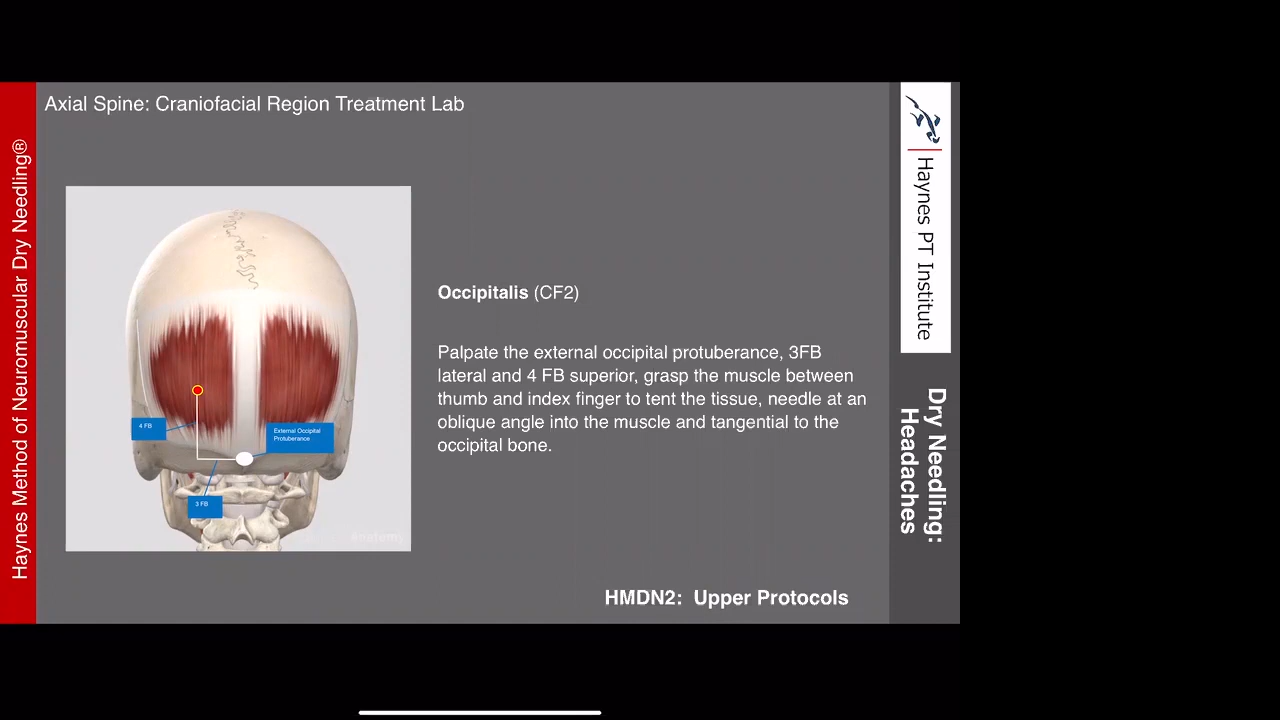 Axial Spine: Craniofacial Region Treatment Lab
Haynes Method of Neuromuscular Dry Needling®
4 FB
External Occipital
Protuberance
3 FB
Anatomy
Occipitalis (CF2)
Palpate the external occipital protuberance, 3FB
lateral and 4 FB superior, grasp the muscle between
thumb and index finger to tent the tissue, needle at an
oblique angle into the muscle and tangential to the
occipital bone.
HMDN2: Upper Protocols
Haynes PT Institute
Dry Needling:
Headaches